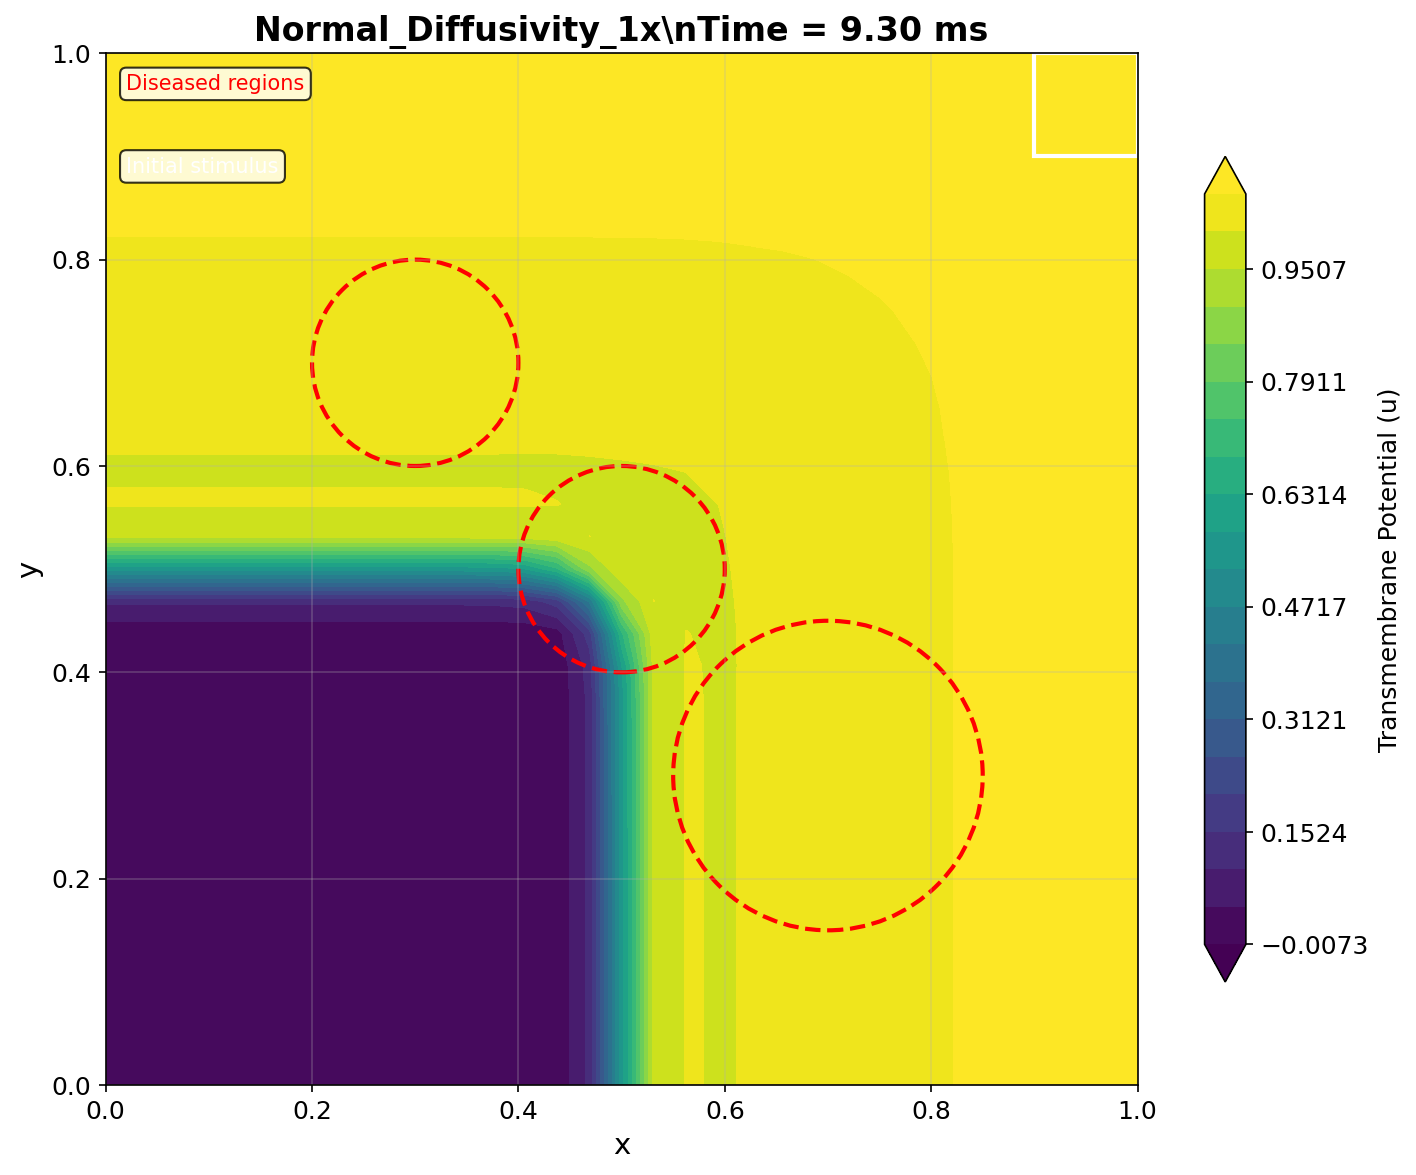 Normal_Diffusivity_1x\nTime = 9.30 ms
Diseased regions
Initial stimulus
1.0
0.8
0.6
0.4
0.2
0.0
y
0.0 0.2 0.4 0.6 0.8 1.0
x
0.9507
0.7911
0.6314
0.4717
0.3121
0.1524
−0.0073
Transmembrane Potential (u)